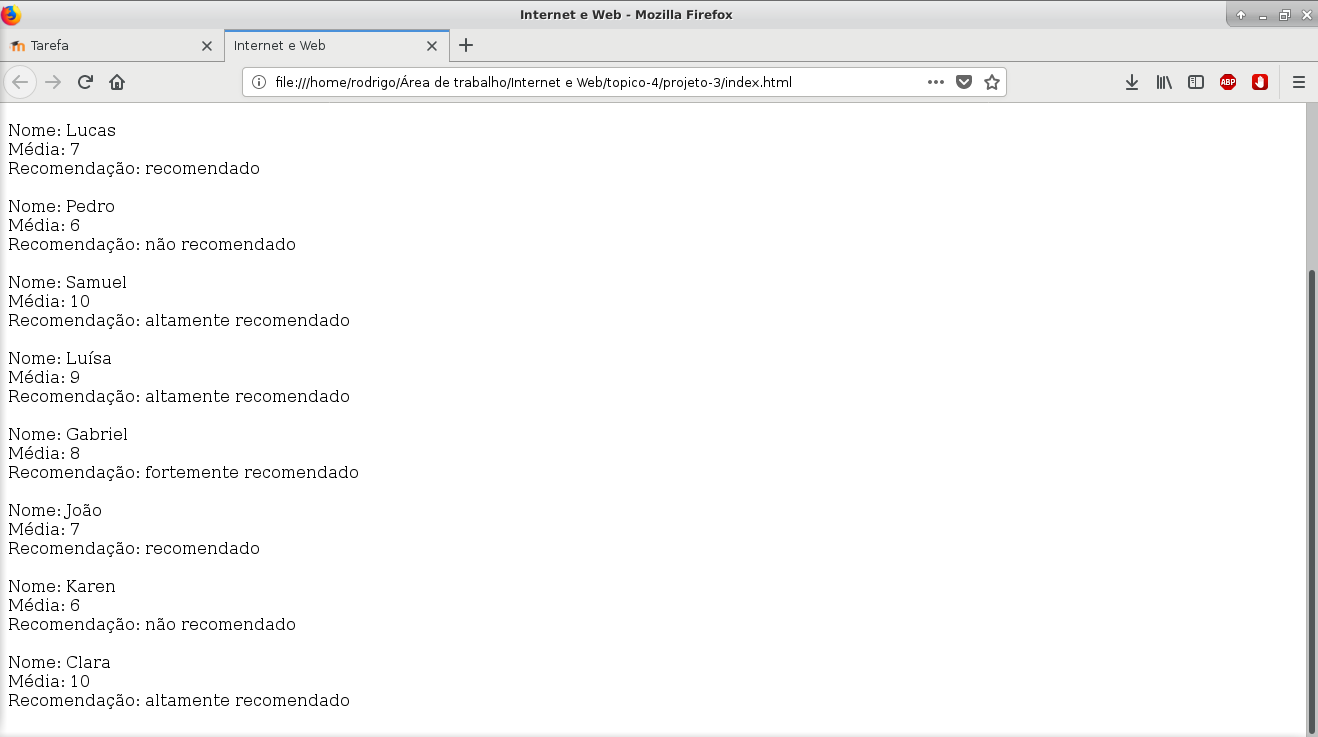 Internet e Web - Mozilla Firefox
Tarefa
Internet e Web
file:///home/rodrigo/Área de trabalho/Internet e Web/topico-4/projeto-3/index.html
ABP
Nome: Lucas
Média: 7
Recomendação: recomendado
Nome: Pedro
Média: 6
Recomendação: não recomendado
Nome: Samuel
Média: 10
Recomendação: altamente recomendado
Nome: Luísa
Média: 9
Recomendação: altamente recomendado
Nome: Gabriel
Média: 8
Recomendação: fortemente recomendado
Nome: João
Média: 7
Recomendação: recomendado
Nome: Karen
Média: 6
Recomendação: não recomendado
Nome: Clara
Média: 10
Recomendação: altamente recomendado